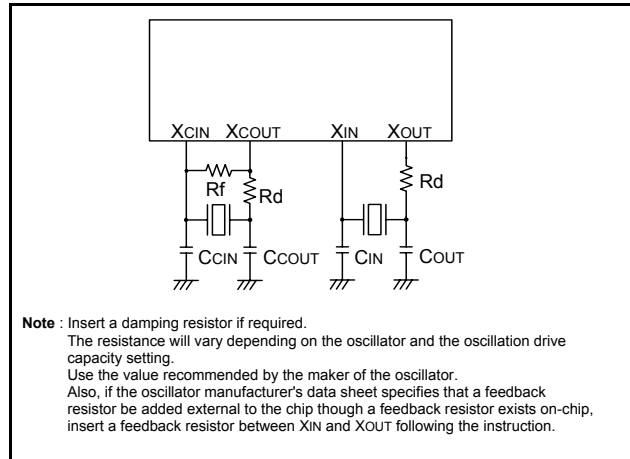 XCIN XCOUT XIN XOUT
Rf Rd Rd
CCIN CCOUT CIN COUT
Note : Insert a damping resistor if required.
The resistance will vary depending on the oscillator and the oscillation drive
capacity setting.
Use the value recommended by the maker of the oscillator.
Also, if the oscillator manufacturer's data sheet specifies that a feedback
resistor be added external to the chip though a feedback resistor exists on-chip,
insert a feedback resistor between XIN and XOUT following the instruction.